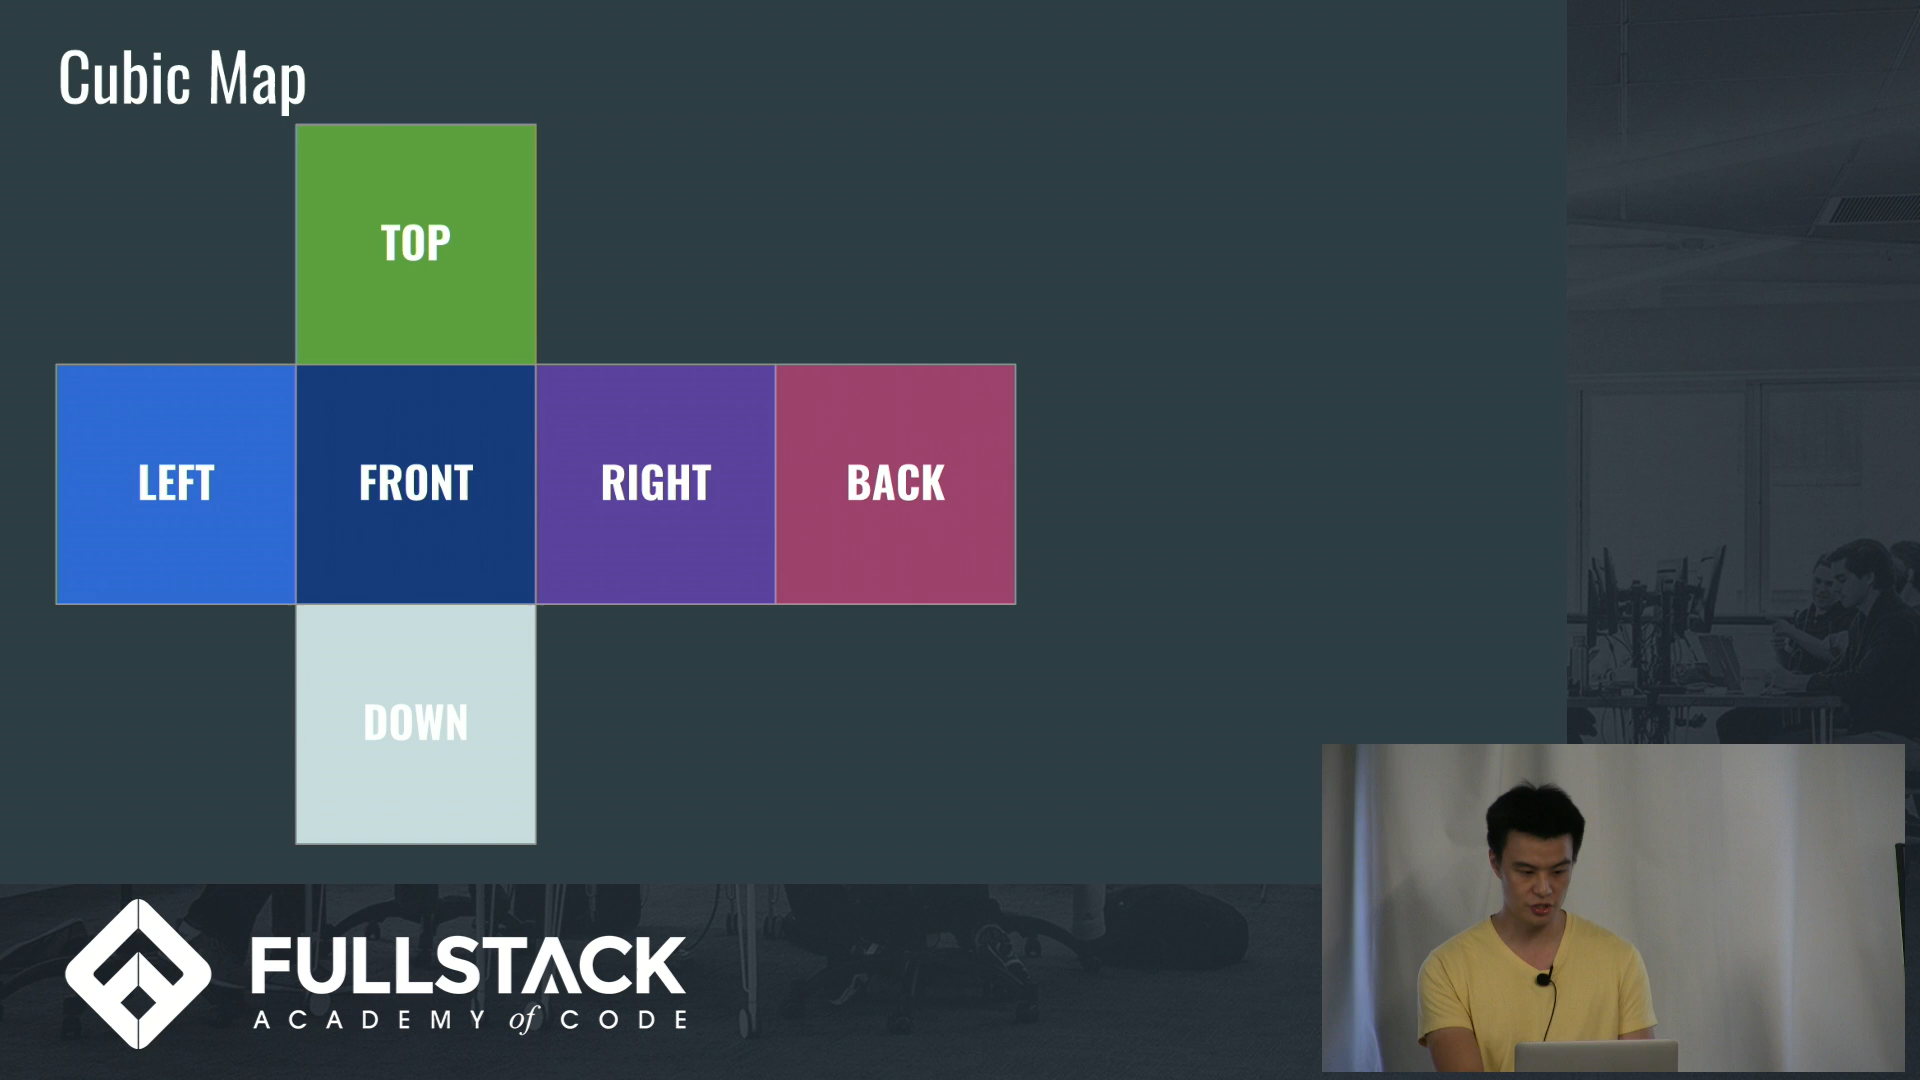 Cubic Map
TOP
LEFT FRONT RIGHT BACK
DOWN
FULLSTACK
ACADEMY of CODE